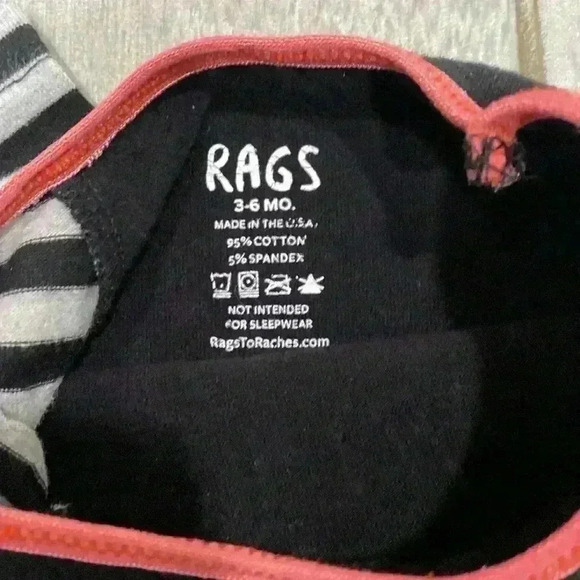 RAGS
3-6 MO.
MADE IN THE U.S.A.
95% COTTON
5% SPANDEX
NOT INTENDED
FOR SLEEPWEAR
RagsToRaches.com